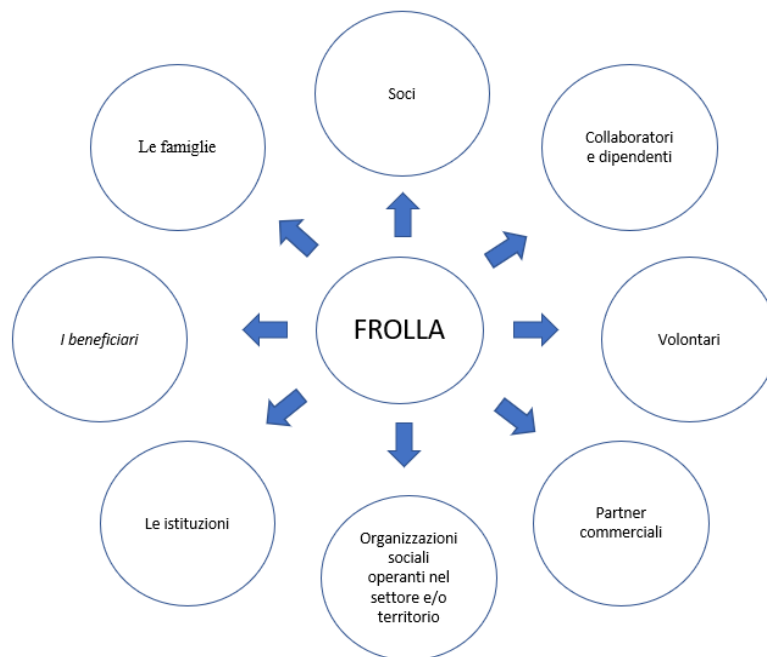 Soci
Le famiglie
Collaboratori
e dipendenti
I beneficiari
FROLLA
Volontari
Le istituzioni
Partner
commerciali
Organizzazioni
sociali
operanti nel
settore e/o
territorio